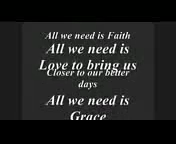 All we need is Faith
All we need is
Love to bring us
Closer to our better
days
All we need is
Grace